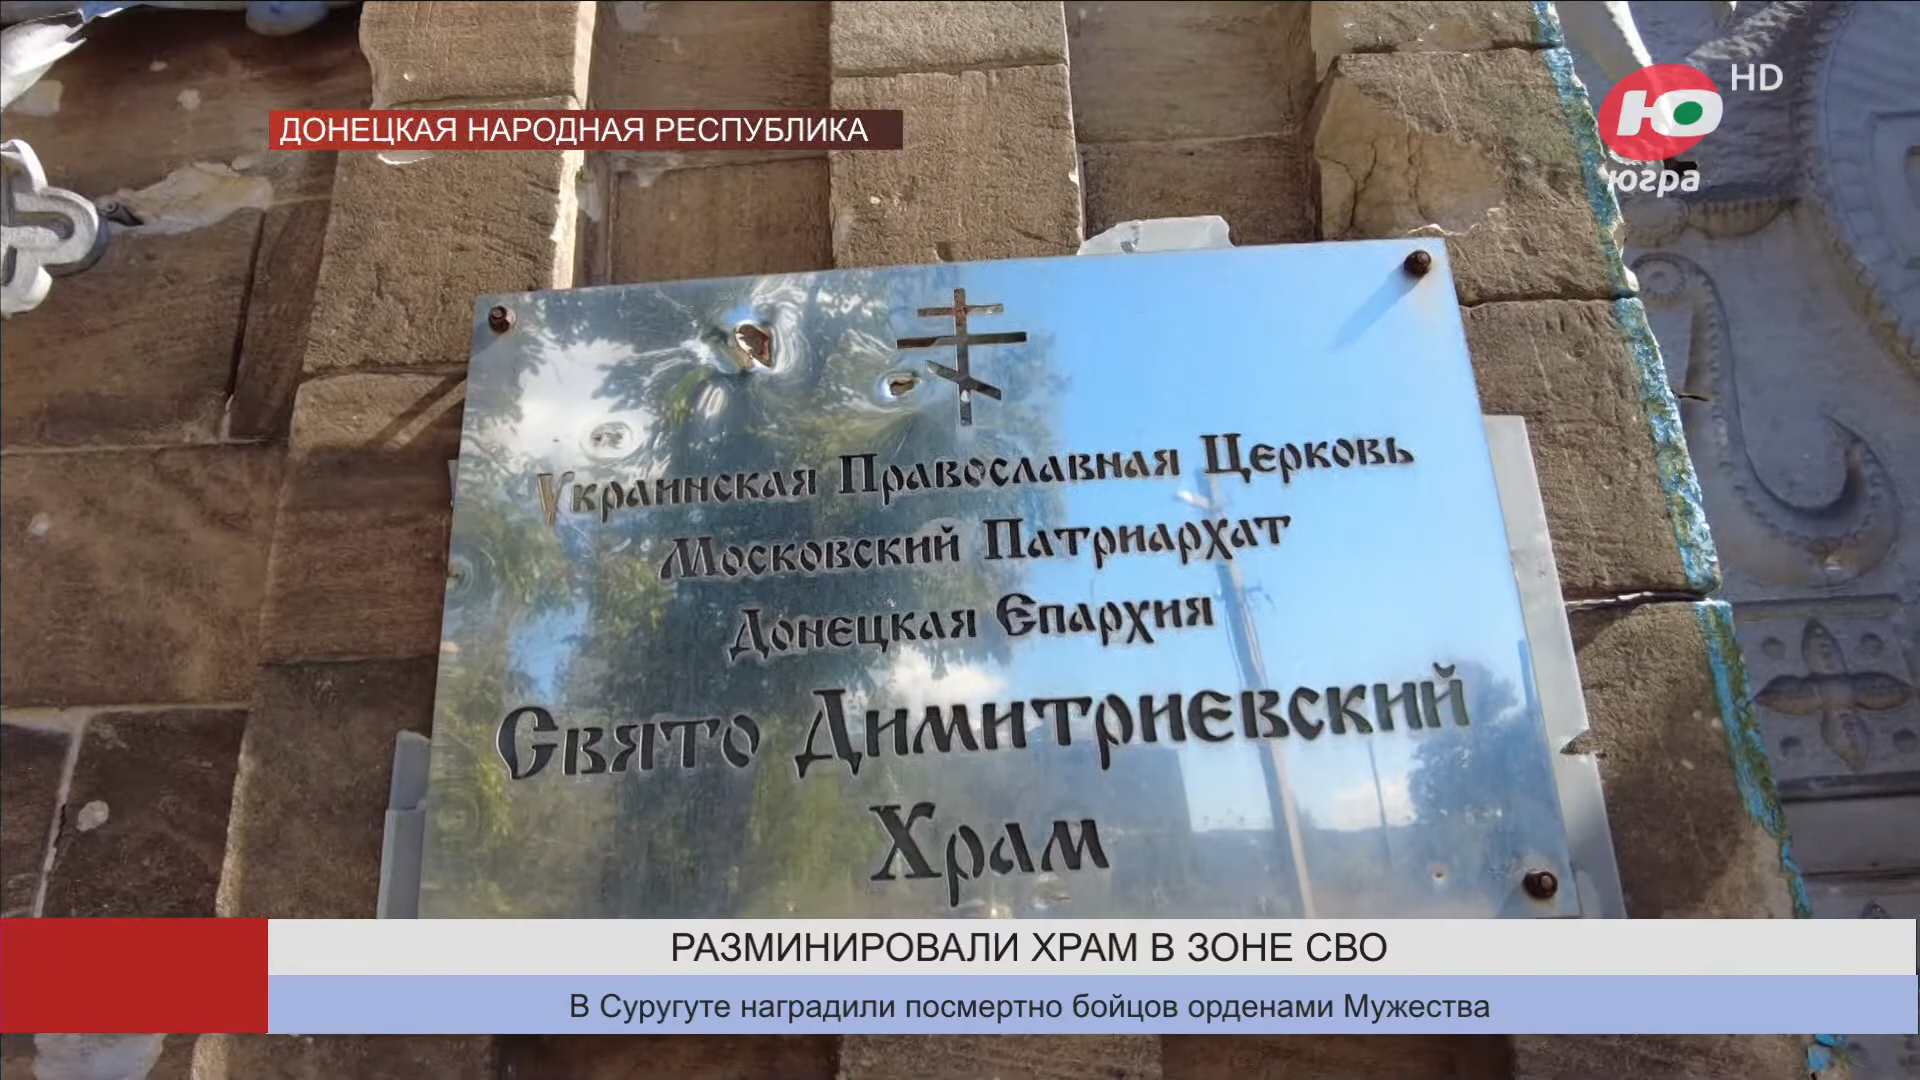 HD
ДОНЕЦКАЯ НАРОДНАЯ РЕСПУБЛИКА
Ю
югра
Украинская Православная Церковь
Московский Патриархат
Донецкая Епархия
Свято Димитриевский
Храм
РАЗМИНИРОВАЛИ ХРАМ В ЗОНЕ СВО
В Суругуте наградили посмертно бойцов орденами Мужества